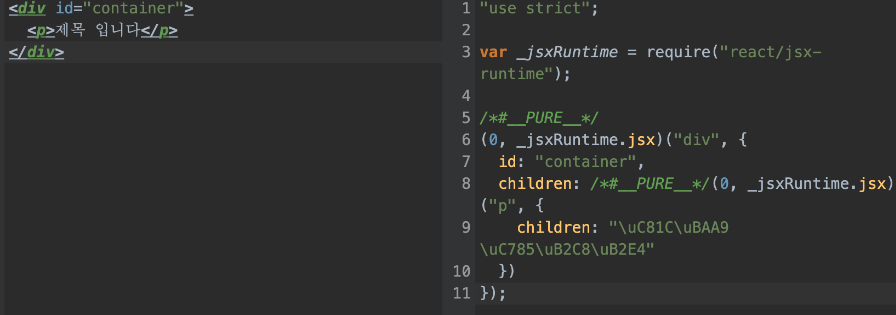 <div id="container">
  <p>제목 입니다</p>
</div>
1 "use strict";
2
3 var _jsxRuntime = require("react/jsx-
runtime");
4
5 /*#__PURE__*/
6 (0, _jsxRuntime.jsx)("div", {
7   id: "container",
8   children: /*#__PURE__*/(0, _jsxRuntime.jsx)
("p", {
9     children: "\uC81C\uBAA9
\uC785\uB2C8\uB2E4"
10   })
11 });